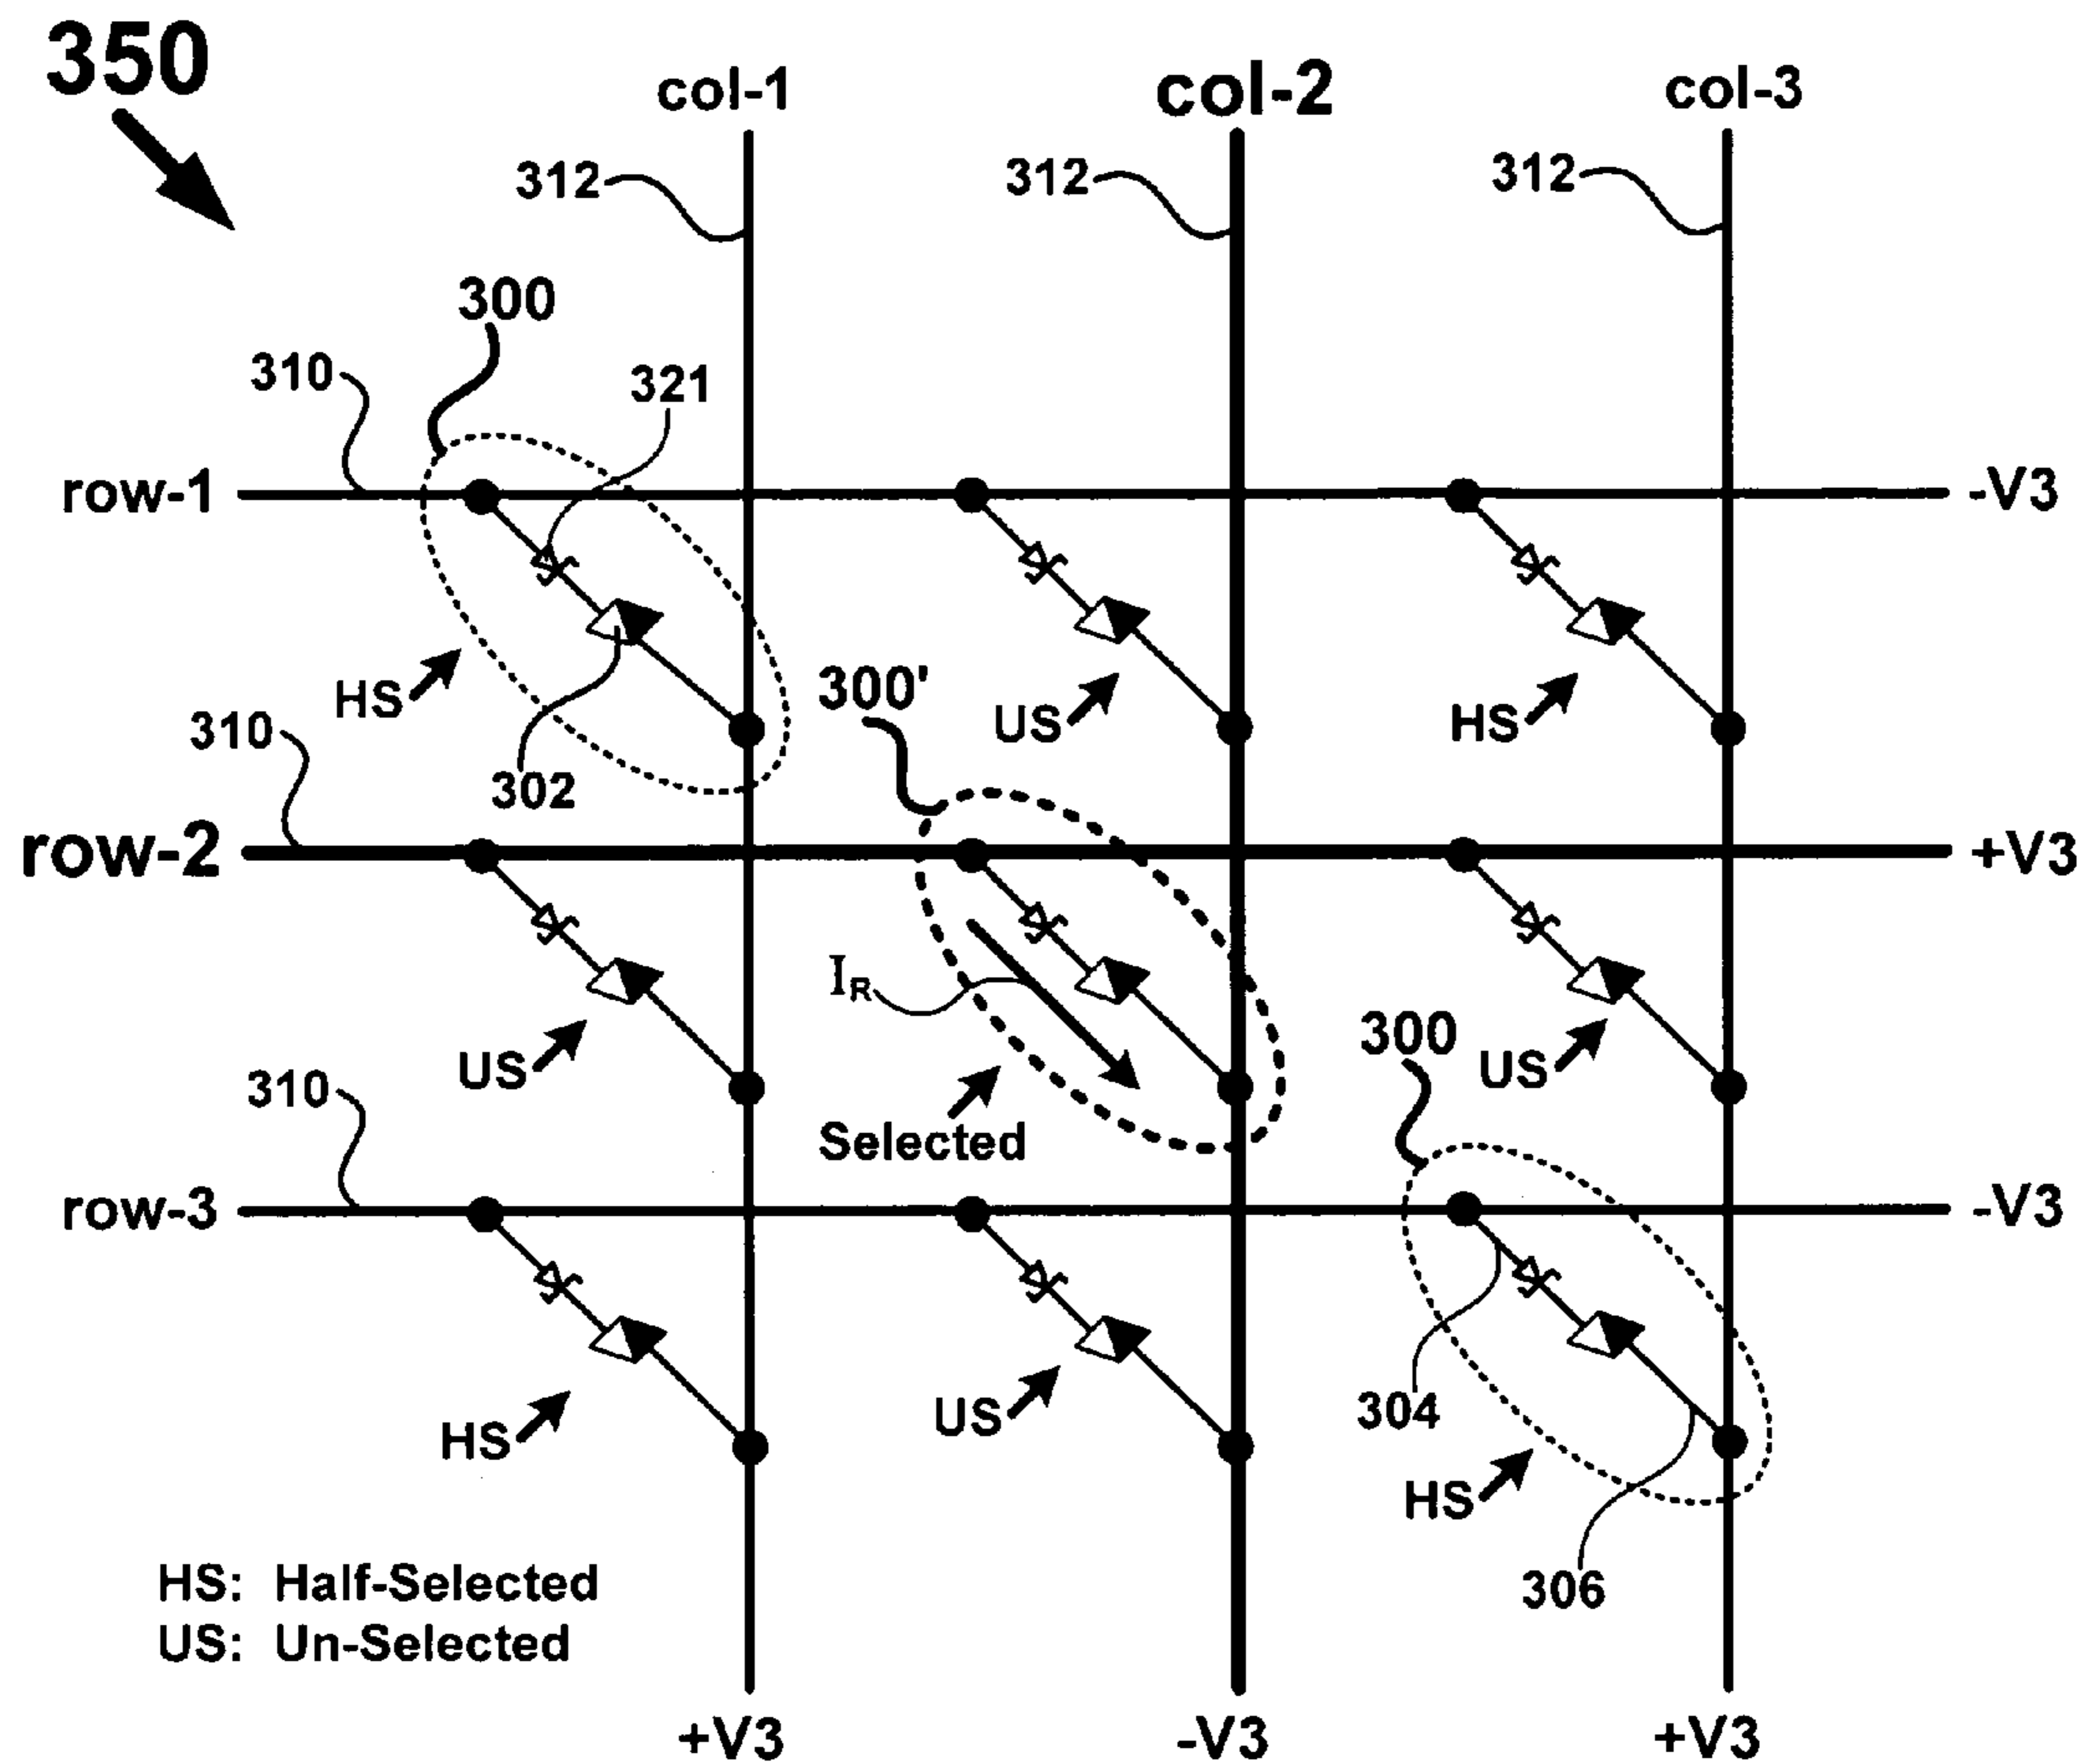 350
col-1 col-2 col-3
312 312 312
300
310 321
row-1 -V3
HS 300' US HS
310
302
row-2 +V3
IR
300
US US
310
Selected
row-3 -V3
304
US
HS HS
306
HS: Half-Selected
US: Un-Selected
+V3 -V3 +V3